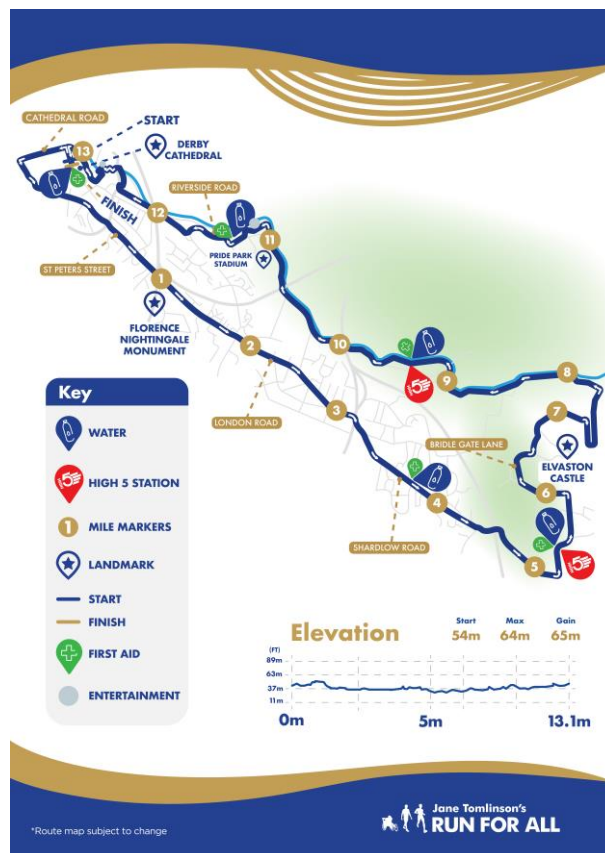 CATHEDRAL ROAD
START
13
DERBY
CATHEDRAL
RIVERSIDE ROAD
FINISH
12
11
ST PETERS STREET
PRIDE PARK
STADIUM
1
FLORENCE
NIGHTINGALE
MONUMENT
2
10
9
8
5
3
7
LONDON ROAD
BRIDLE GATE LANE
ELVASTON
CASTLE
6
4
SHARDLOW ROAD
5
5
Key
WATER
5
HIGH 5 STATION
1
MILE MARKERS
LANDMARK
START
FINISH
FIRST AID
ENTERTAINMENT
Elevation
Start
Max
Gain
54m
64m
65m
(FT)
89m
63m
37m
11m
0m
5m
13.1m
*Route map subject to change
Jane Tomlinson's
RUN FOR ALL